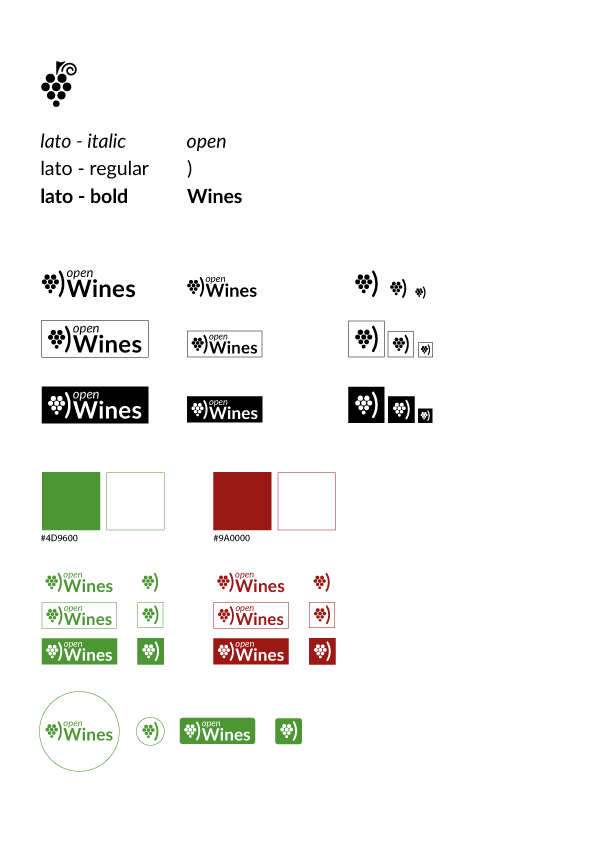 lato - italic open
lato - regular )
lato - bold Wines
open
)Wines
open
)Wines
)
)
)
open
)Wines
open
)Wines
)
)
)
open
)Wines
open
)Wines
)
)
)
#4D9600
#9A0000
open
)Wines
)
open
)Wines
)
open
)Wines
)
open
)Wines
)
open
)Wines
)
open
)Wines
)
open
)Wines
)
open
)Wines
)